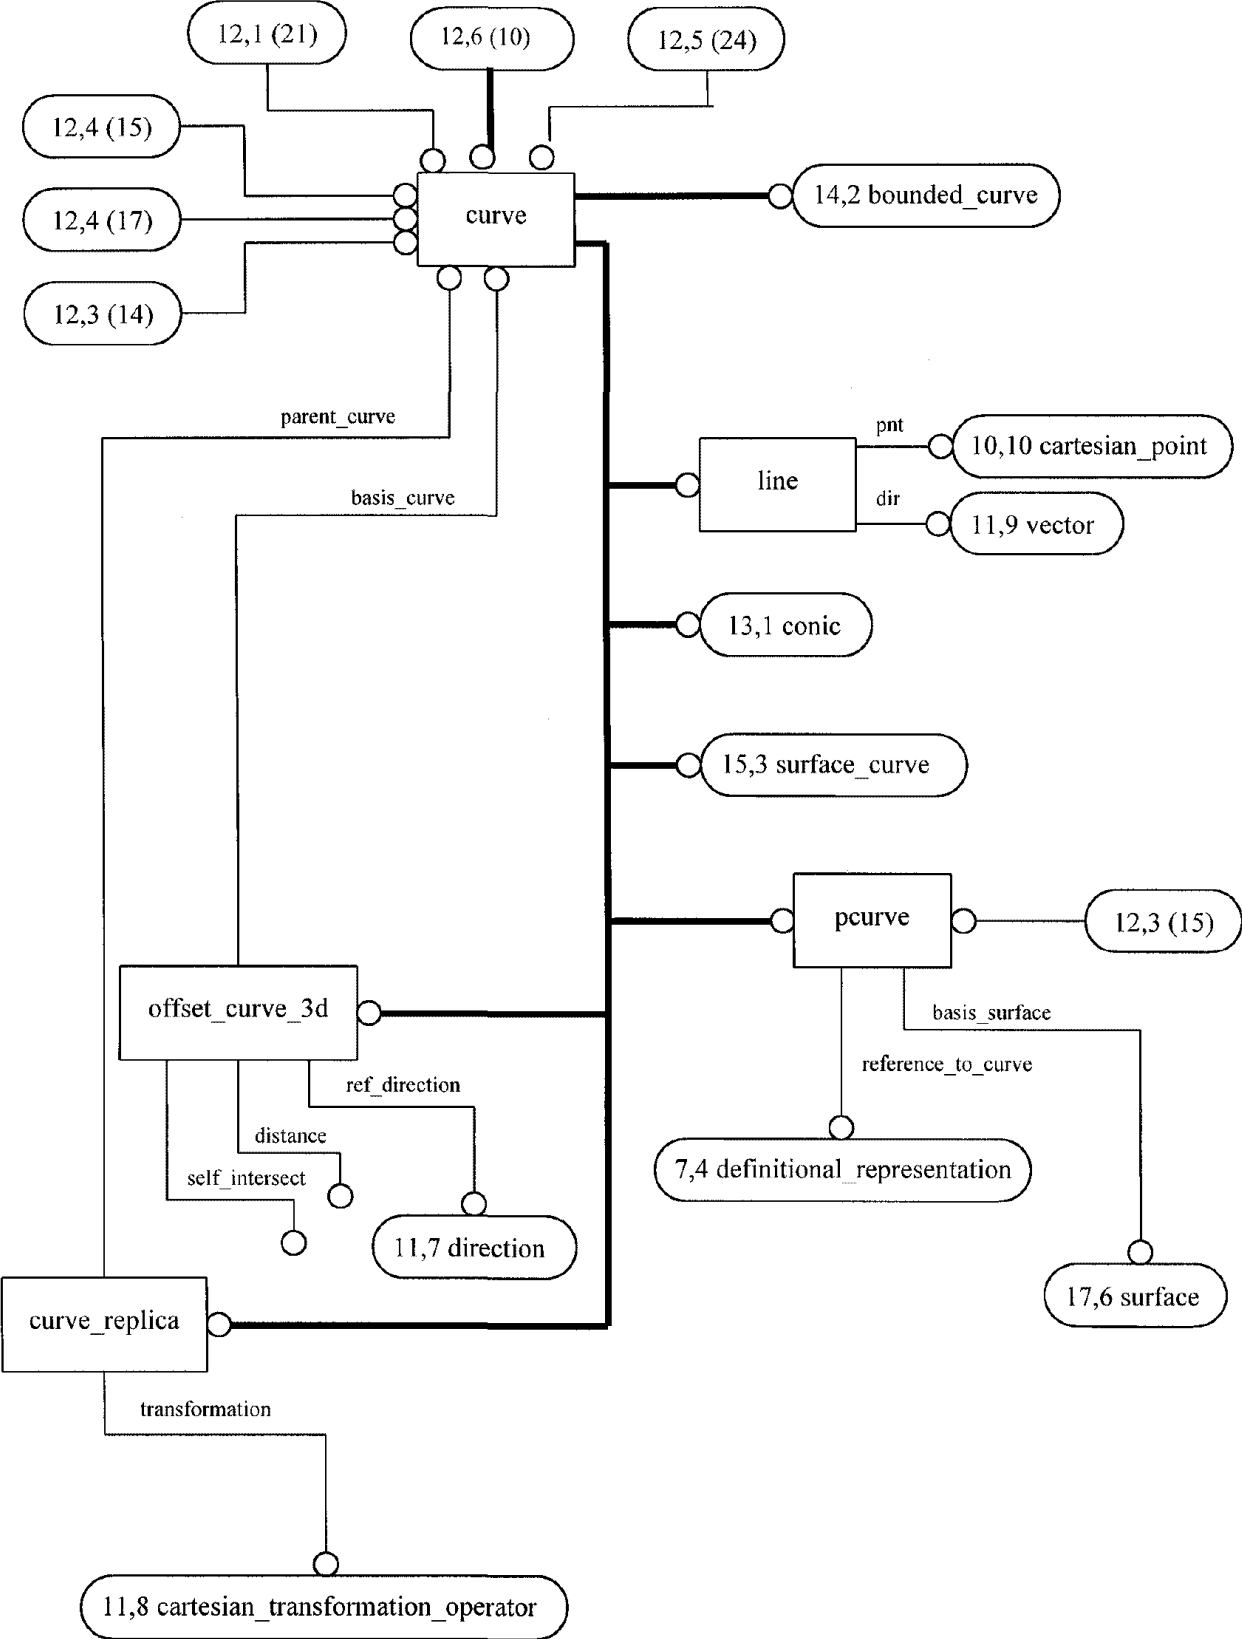 12,1 (21)
12,6 (10)
12,5 (24)
12,4 (15)
14,2 bounded_curve
curve
12,4 (17)
12,3 (14)
parent_curve
pnt
10,10 cartesian_point
line
basis_curve
dir
11,9 vector
13,1 conic
15,3 surface_curve
pcurve
12,3 (15)
offset_curve_3d
basis_surface
reference_to_curve
ref_direction
distance
self_intersect
7,4 definitional_representation
11,7 direction
17,6 surface
curve_replica
transformation
11,8 cartesian_transformation_operator